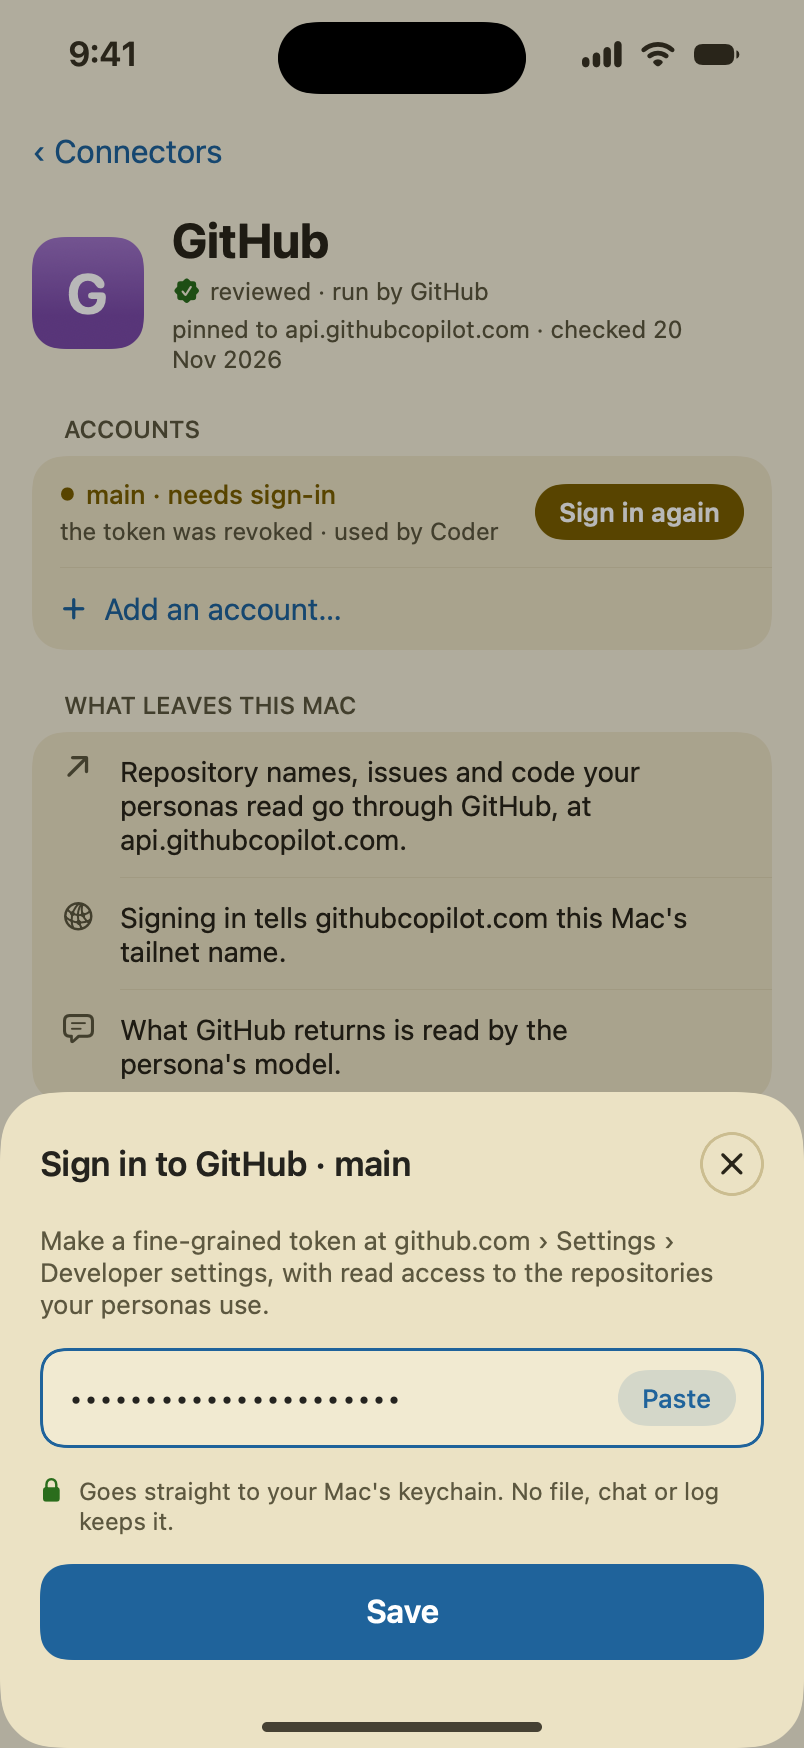 9:41
‹ Connectors
G
GitHub
reviewed · run by GitHub
pinned to api.githubcopilot.com · checked 20
Nov 2026
ACCOUNTS
main · needs sign-in
the token was revoked · used by Coder
Sign in again
+ Add an account...
WHAT LEAVES THIS MAC
Repository names, issues and code your
personas read go through GitHub, at
api.githubcopilot.com.
Signing in tells githubcopilot.com this Mac's
tailnet name.
What GitHub returns is read by the
persona's model.
Sign in to GitHub · main
Make a fine-grained token at github.com › Settings ›
Developer settings, with read access to the repositories
your personas use.
••••••••••••••••••••••
Paste
Goes straight to your Mac's keychain. No file, chat or log
keeps it.
Save